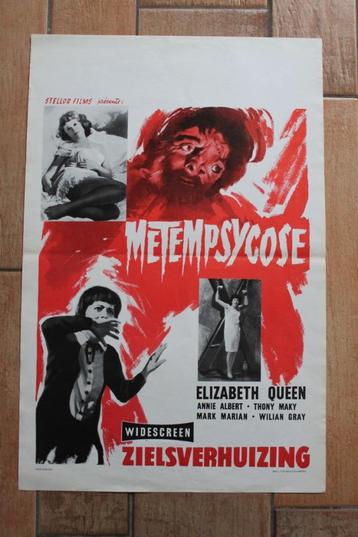 STELLOR FILMS présente:
METEMPSYCOSE
ELIZABETH QUEEN
ANNIE ALBERT · THONY MAKY
MARK MARIAN · WILIAN GRAY
WIDESCREEN
ZIELSVERHUIZING